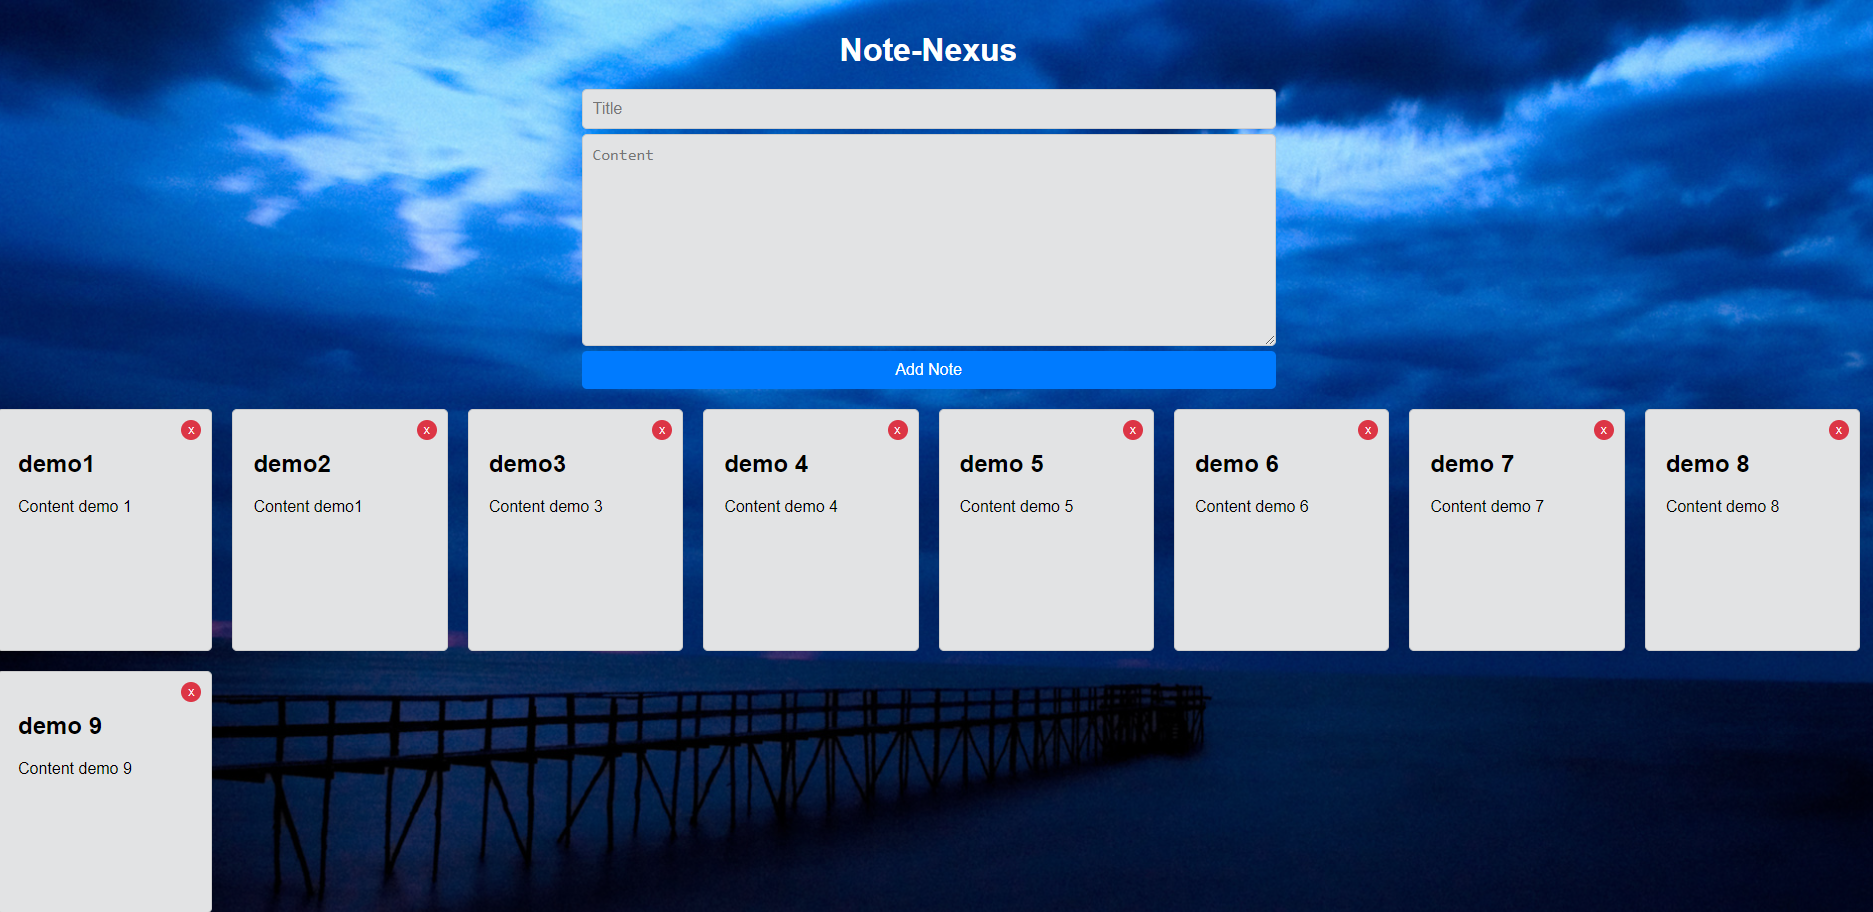 Note-Nexus
Title
Content
Add Note
x
demo1
Content demo 1
x
demo2
Content demo1
x
demo3
Content demo 3
x
demo 4
Content demo 4
x
demo 5
Content demo 5
x
demo 6
Content demo 6
x
demo 7
Content demo 7
x
demo 8
Content demo 8
x
demo 9
Content demo 9